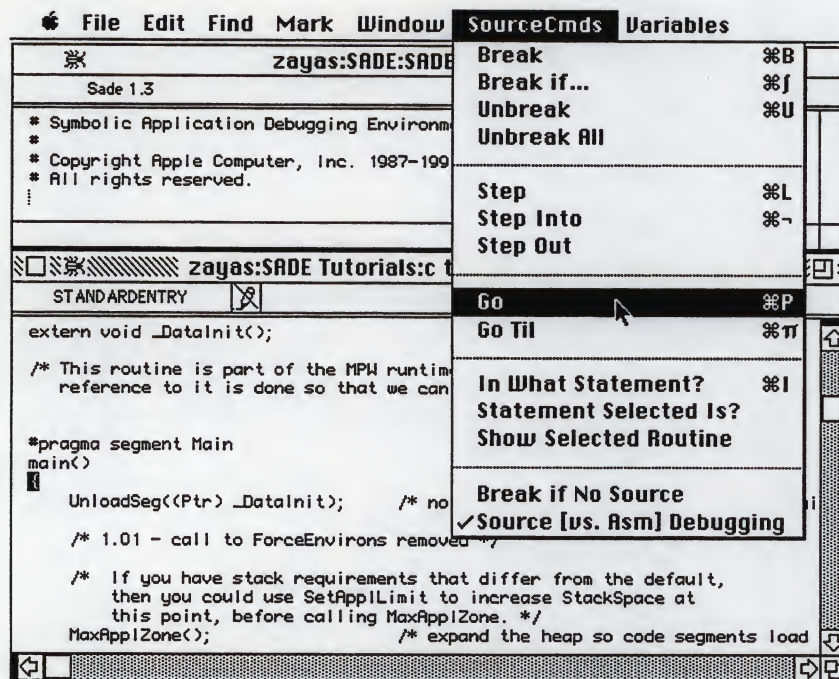 File Edit Find Mark Window SourceCmds Variables
zayas:SADE:SADE
Sade 1.3
# Symbolic Application Debugging Environm
#
# Copyright Apple Computer, Inc. 1987-199
# All rights reserved.
Break ⌘B
Break if... ⌘∫
Unbreak ⌘U
Unbreak All
Step ⌘L
Step Into ⌘¬
Step Out
Go ⌘P
Go Til ⌘π
In What Statement? ⌘I
Statement Selected Is?
Show Selected Routine
Break if No Source
✓Source [vs. Asm] Debugging
zayas:SADE Tutorials:c t
STANDARDENTRY
extern void _DataInit();
/* This routine is part of the MPW runtim
reference to it is done so that we can
#pragma segment Main
main()
{
UnloadSeg((Ptr) _DataInit); /* no
/* 1.01 - call to ForceEnvirons removed */
/* If you have stack requirements that differ from the default,
then you could use SetApplLimit to increase StackSpace at
this point, before calling MaxApplZone. */
MaxApplZone(); /* expand the heap so code segments load